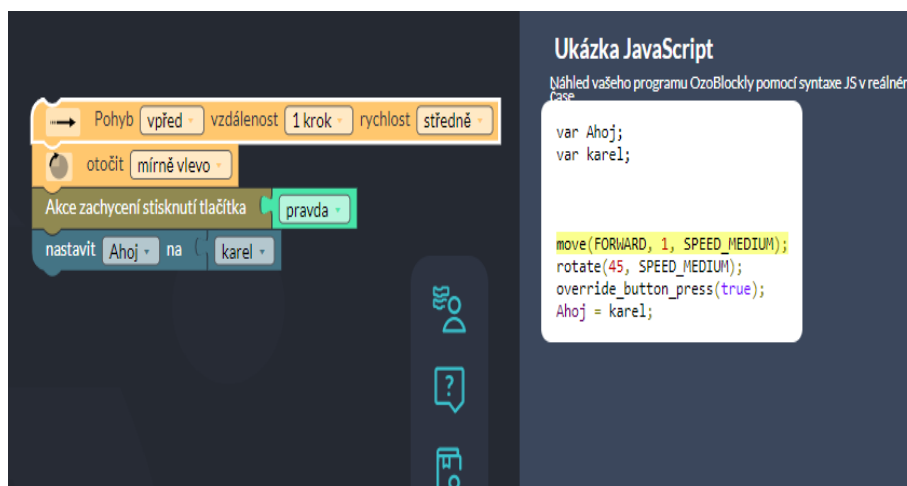 Pohyb vpřed vzdálenost 1 krok rychlost středně
otočit mírně vlevo
Akce zachycení stisknutí tlačítka pravda
nastavit Ahoj na karel
?
Ukázka JavaScript
Náhled vašeho programu OzoBlockly pomocí syntaxe JS v reálném
čase
var Ahoj;
var karel;
move(FORWARD, 1, SPEED_MEDIUM);
rotate(45, SPEED_MEDIUM);
override_button_press(true);
Ahoj = karel;